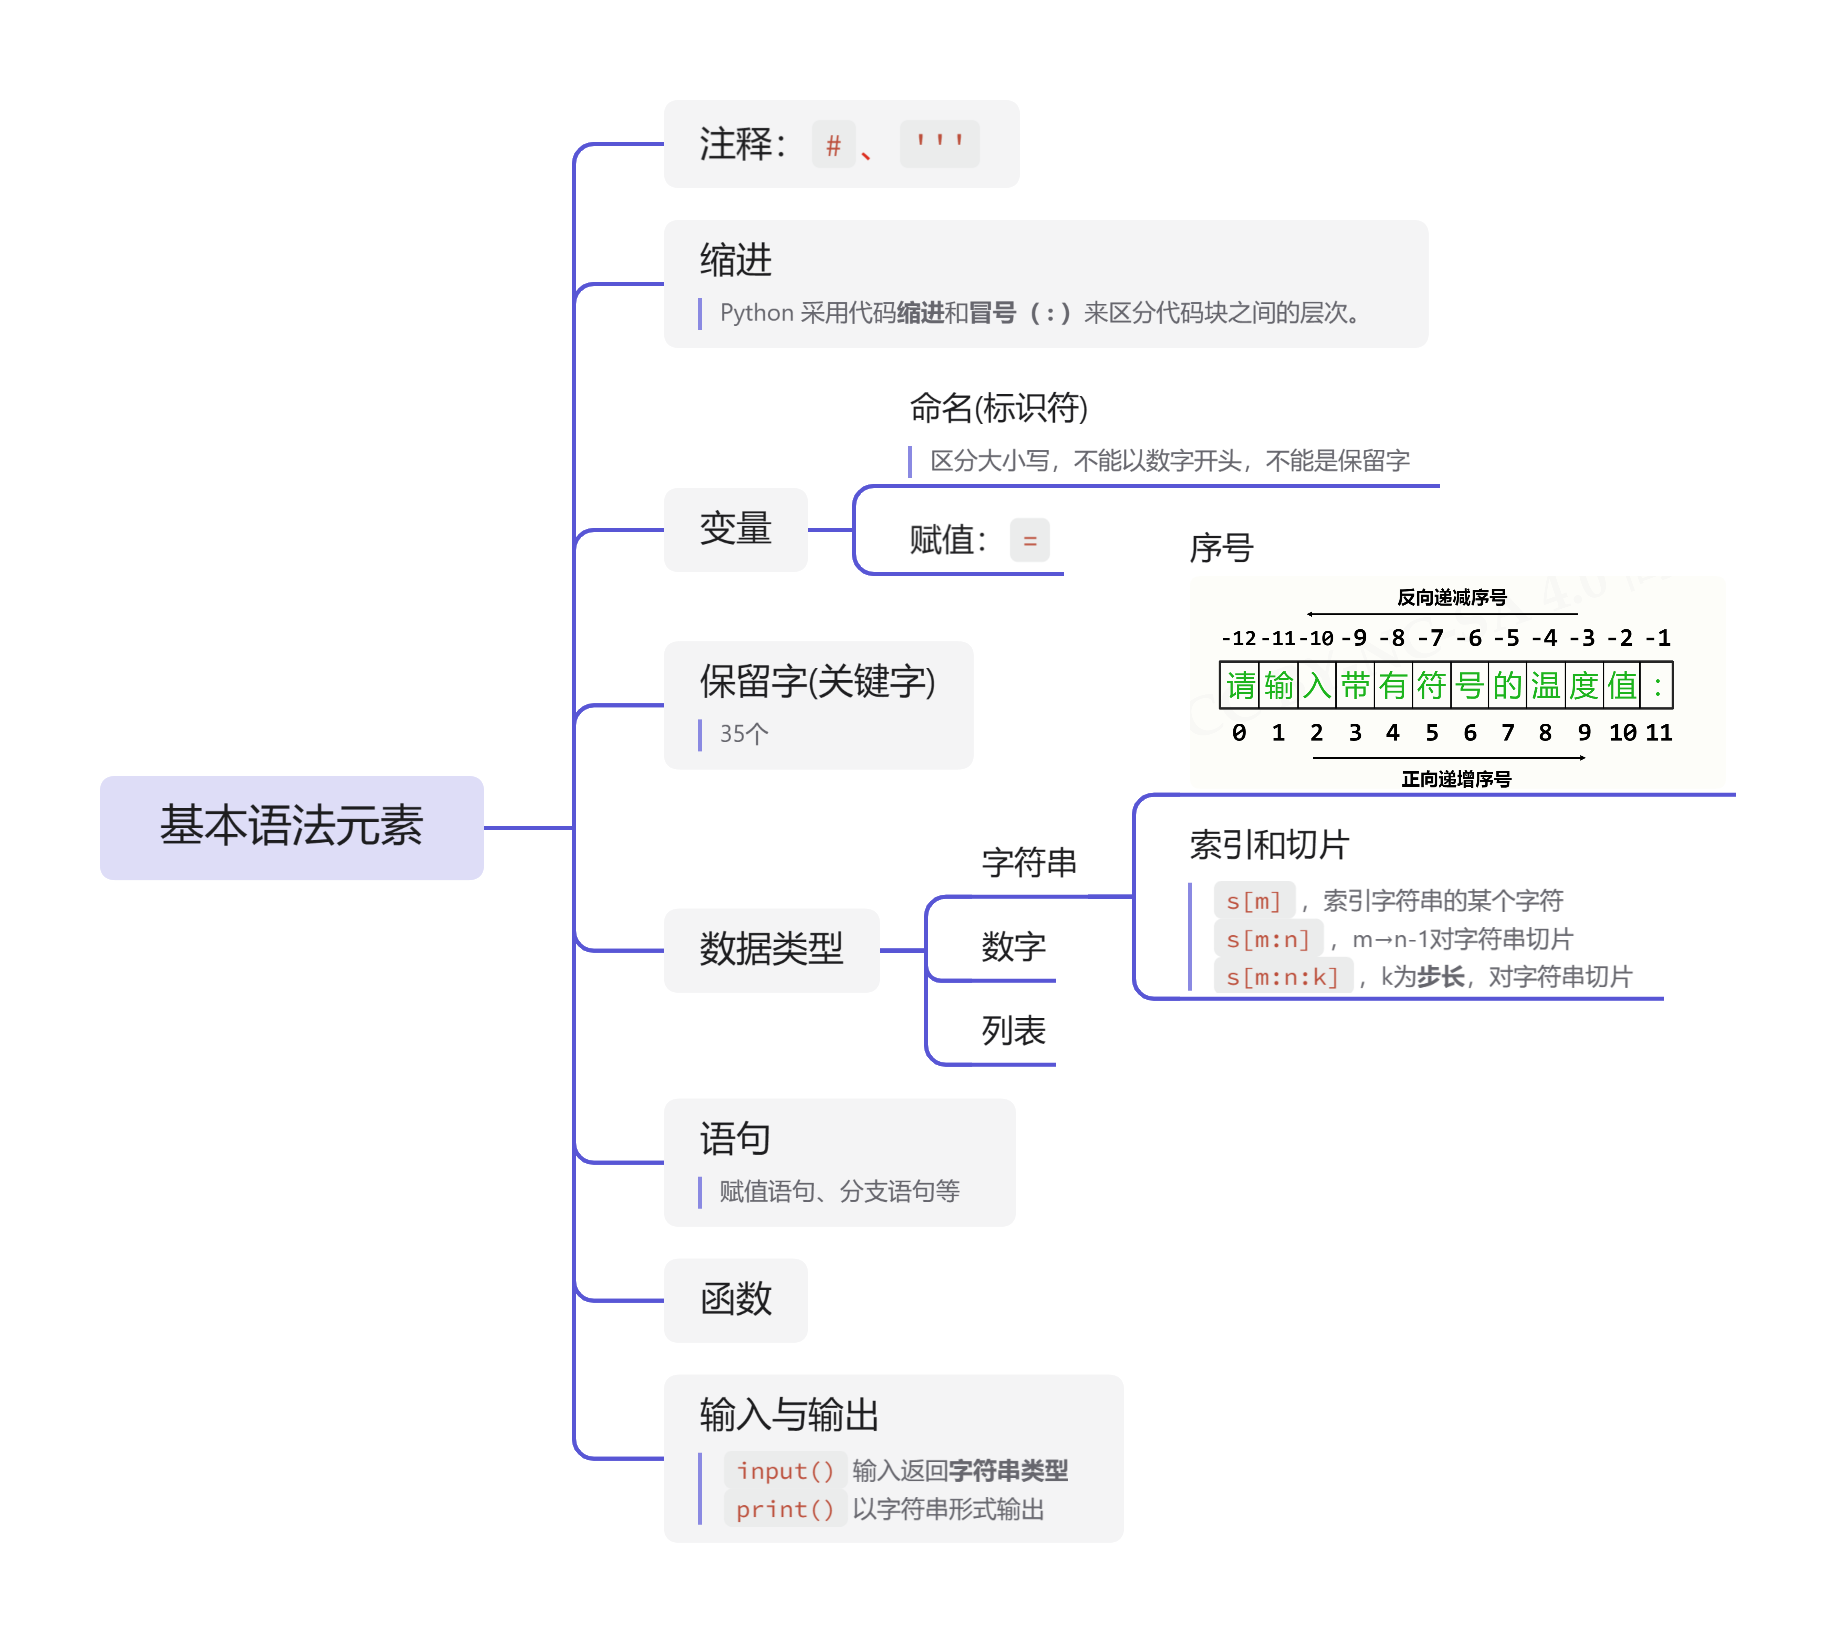 注释： # 、 '''
缩进
Python 采用代码缩进和冒号（:）来区分代码块之间的层次。
命名(标识符)
区分大小写，不能以数字开头，不能是保留字
变量
赋值： =
序号
反向递减序号
-12 -11 -10 -9 -8 -7 -6 -5 -4 -3 -2 -1
请 输 入 带 有 符 号 的 温 度 值 :
0 1 2 3 4 5 6 7 8 9 10 11
正向递增序号
保留字(关键字)
35个
基本语法元素
字符串
索引和切片
s[m] ，索引字符串的某个字符
s[m:n] ，m→n-1对字符串切片
s[m:n:k] ，k为步长，对字符串切片
数据类型
数字
列表
语句
赋值语句、分支语句等
函数
输入与输出
input() 输入返回字符串类型
print() 以字符串形式输出